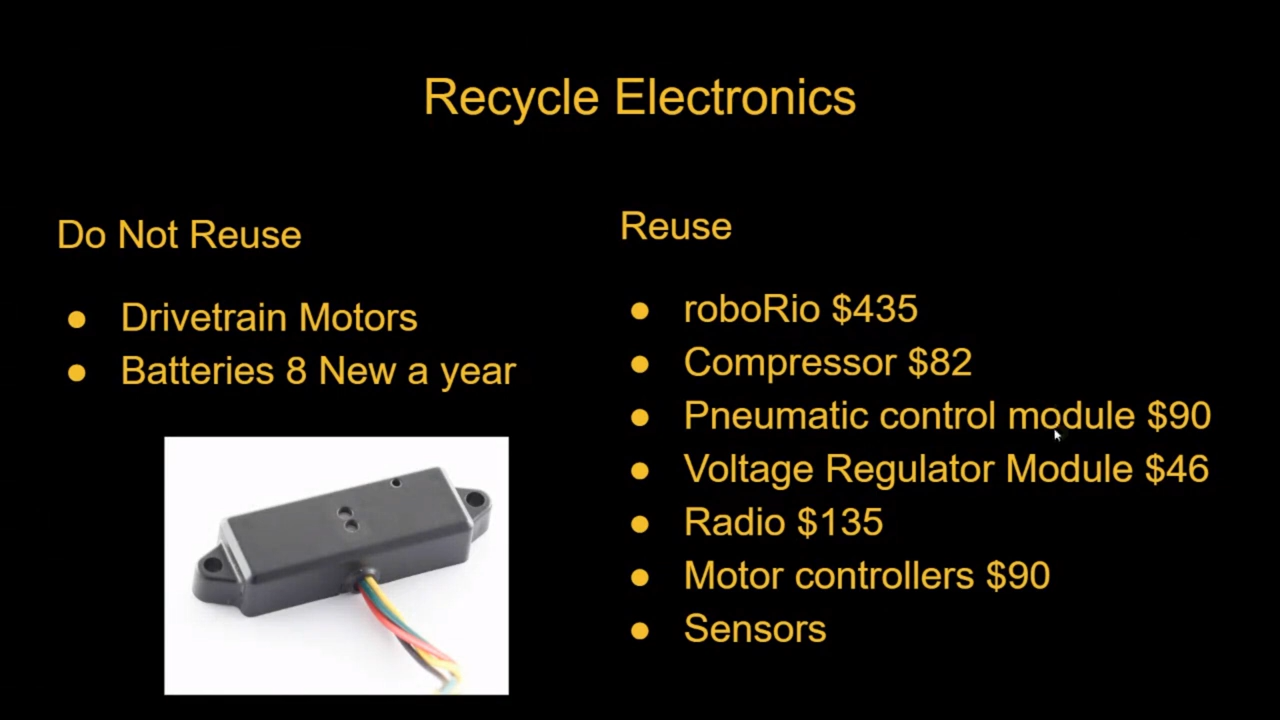 Recycle Electronics
Do Not Reuse
● Drivetrain Motors
● Batteries 8 New a year
Reuse
● roboRio $435
● Compressor $82
● Pneumatic control module $90
● Voltage Regulator Module $46
● Radio $135
● Motor controllers $90
● Sensors